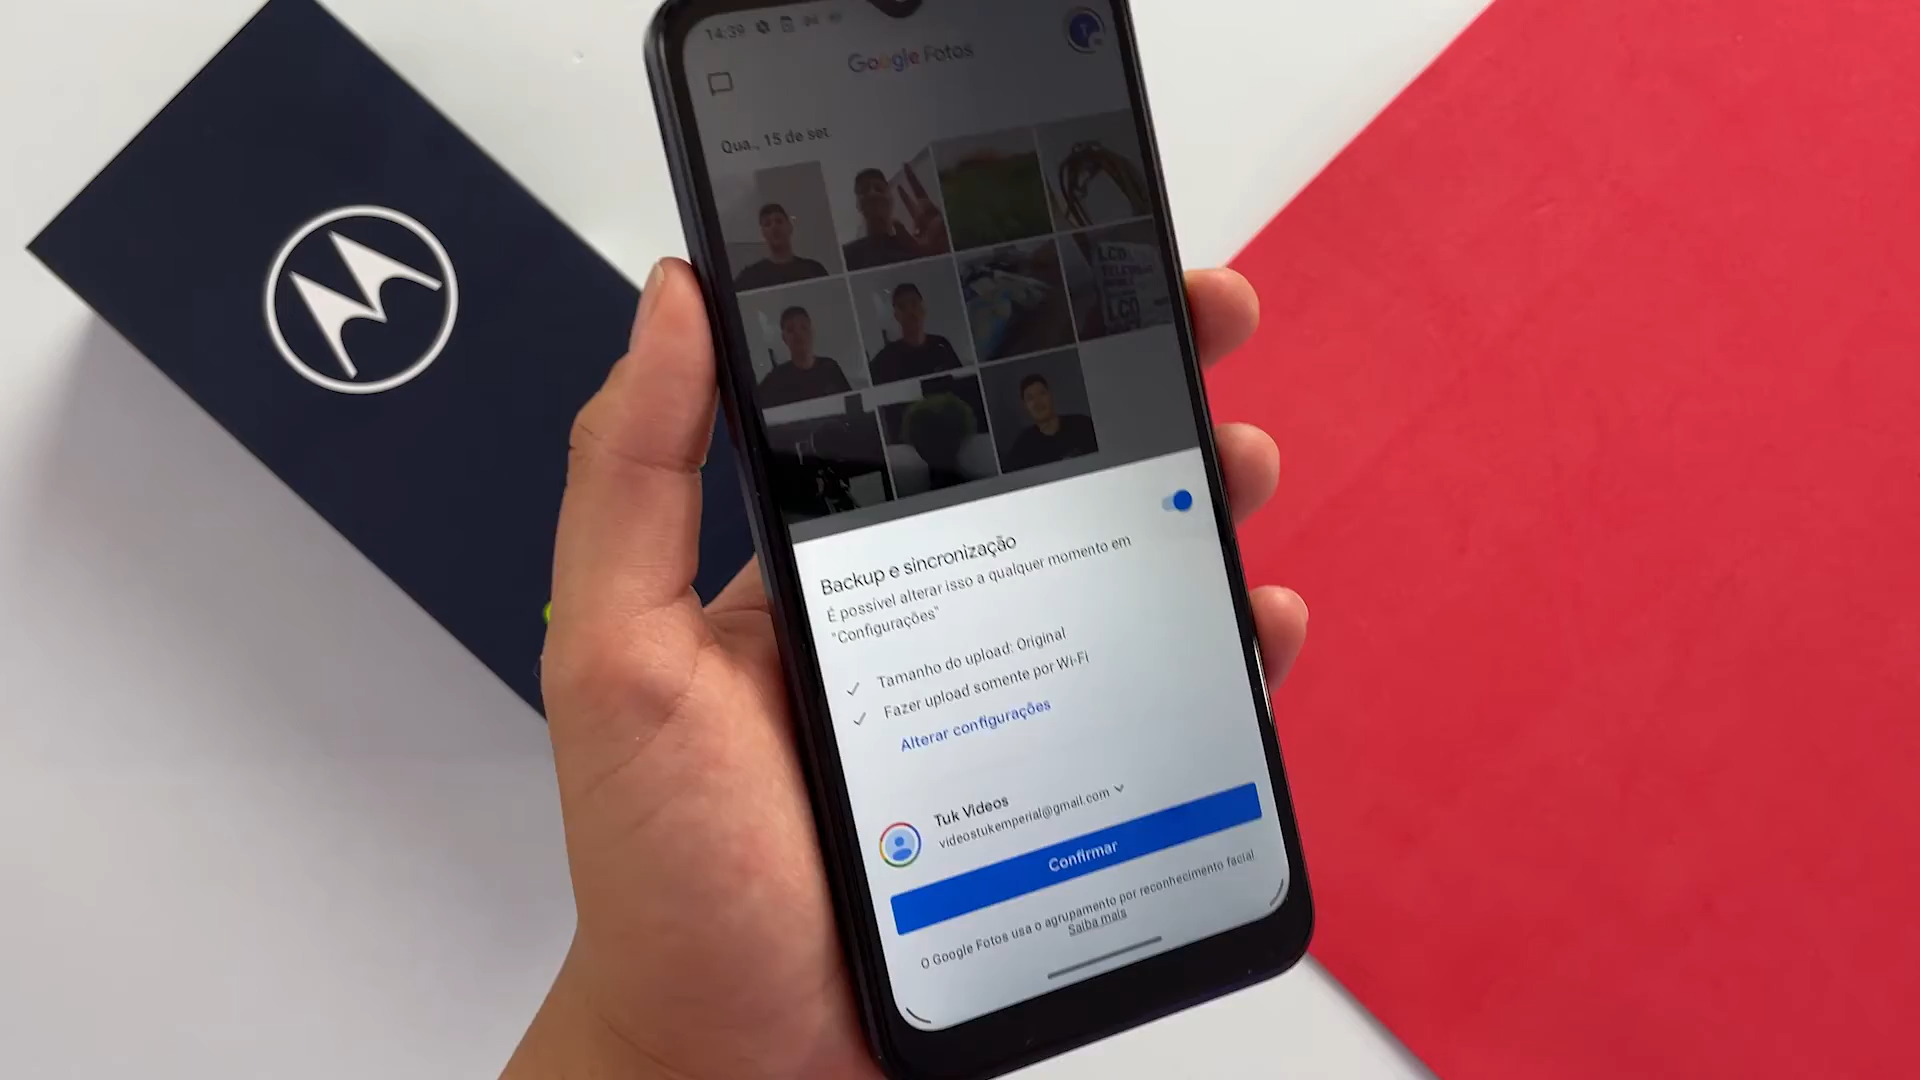 14:39
Google Fotos
Qua., 15 de set.
LCD
LCD
Backup e sincronização
É possível alterar isso a qualquer momento em
"Configurações"
Tamanho do upload: Original
Fazer upload somente por Wi-Fi
Alterar configurações
Tuk Videos
videostukemperial@gmail.com
Confirmar
O Google Fotos usa o agrupamento por reconhecimento facial.
Saiba mais